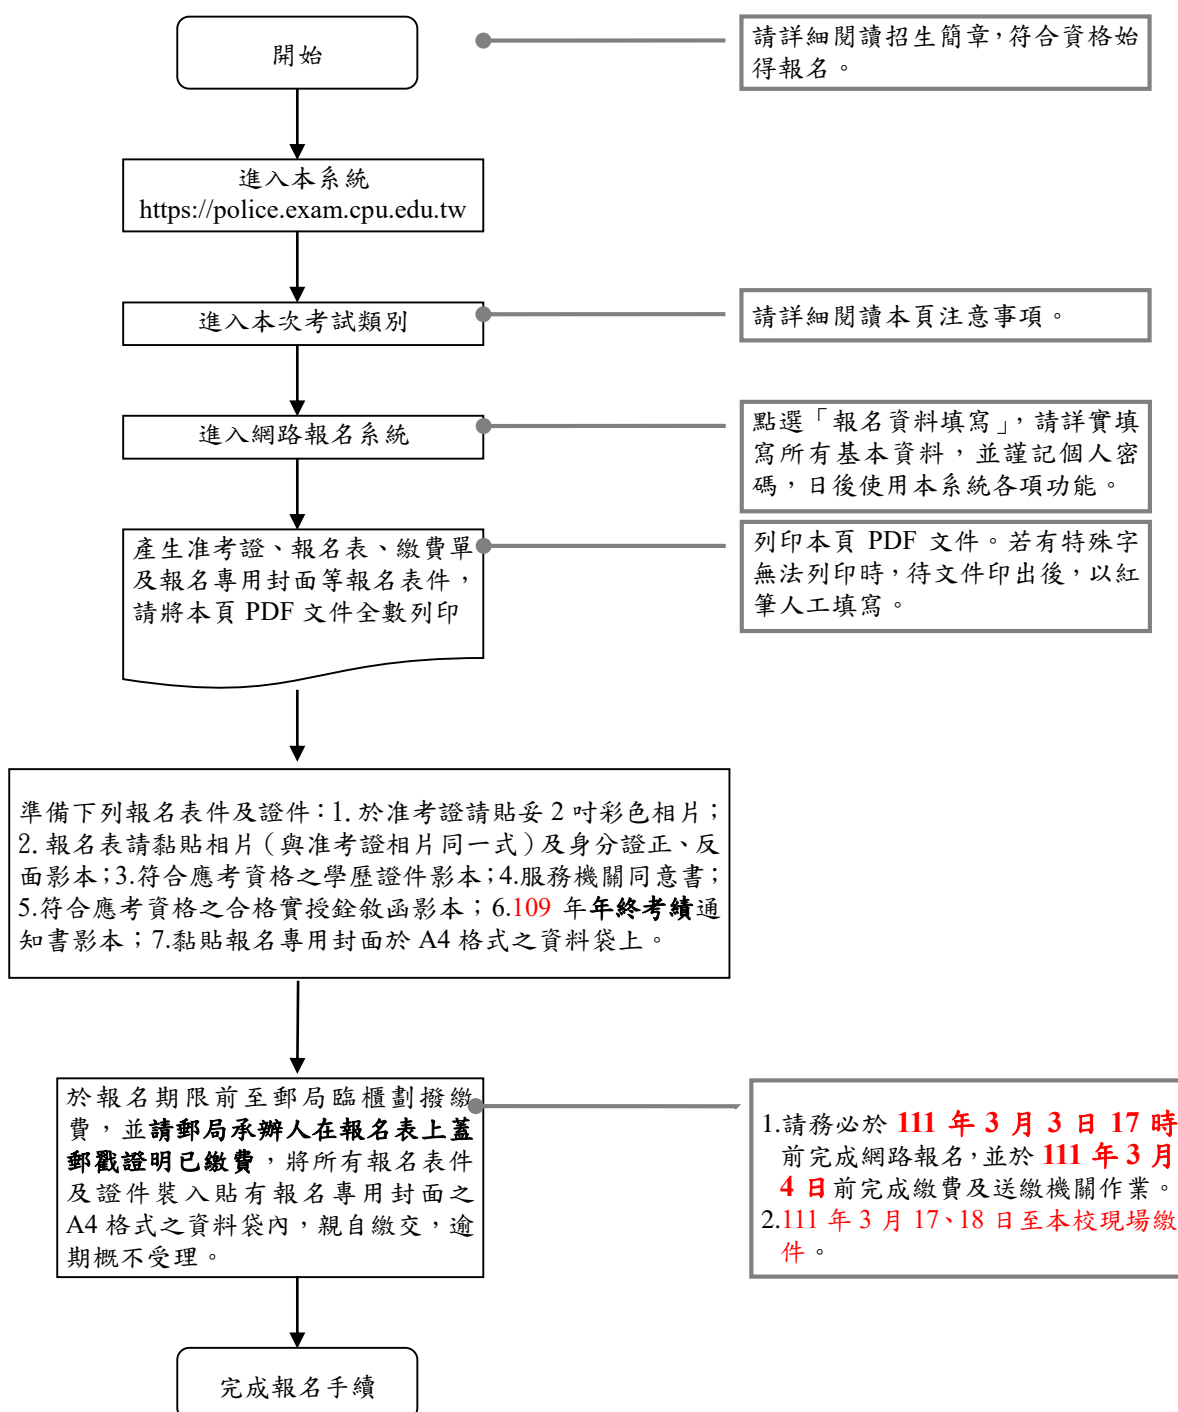 開始
請詳細閱讀招生簡章，符合資格始
得報名。
進入本系統
https://police.exam.cpu.edu.tw
進入本次考試類別
請詳細閱讀本頁注意事項。
進入網路報名系統
點選「報名資料填寫」，請詳實填
寫所有基本資料，並謹記個人密
碼，日後使用本系統各項功能。
產生准考證、報名表、繳費單
及報名專用封面等報名表件，
請將本頁 PDF 文件全數列印
列印本頁 PDF 文件。若有特殊字
無法列印時，待文件印出後，以紅
筆人工填寫。
準備下列報名表件及證件：1. 於准考證請貼妥 2 吋彩色相片；
2. 報名表請黏貼相片（與准考證相片同一式）及身分證正、反
面影本；3.符合應考資格之學歷證件影本；4.服務機關同意書；
5.符合應考資格之合格實授銓敘函影本；6.109 年年終考績通
知書影本；7.黏貼報名專用封面於 A4 格式之資料袋上。
於報名期限前至郵局臨櫃劃撥繳
費，並請郵局承辦人在報名表上蓋
郵戳證明已繳費，將所有報名表件
及證件裝入貼有報名專用封面之
A4 格式之資料袋內，親自繳交，逾
期概不受理。
1.請務必於 111 年 3 月 3 日 17 時
前完成網路報名，並於 111 年 3 月
4 日前完成繳費及送繳機關作業。
2.111 年 3 月 17、18 日至本校現場繳
件。
完成報名手續